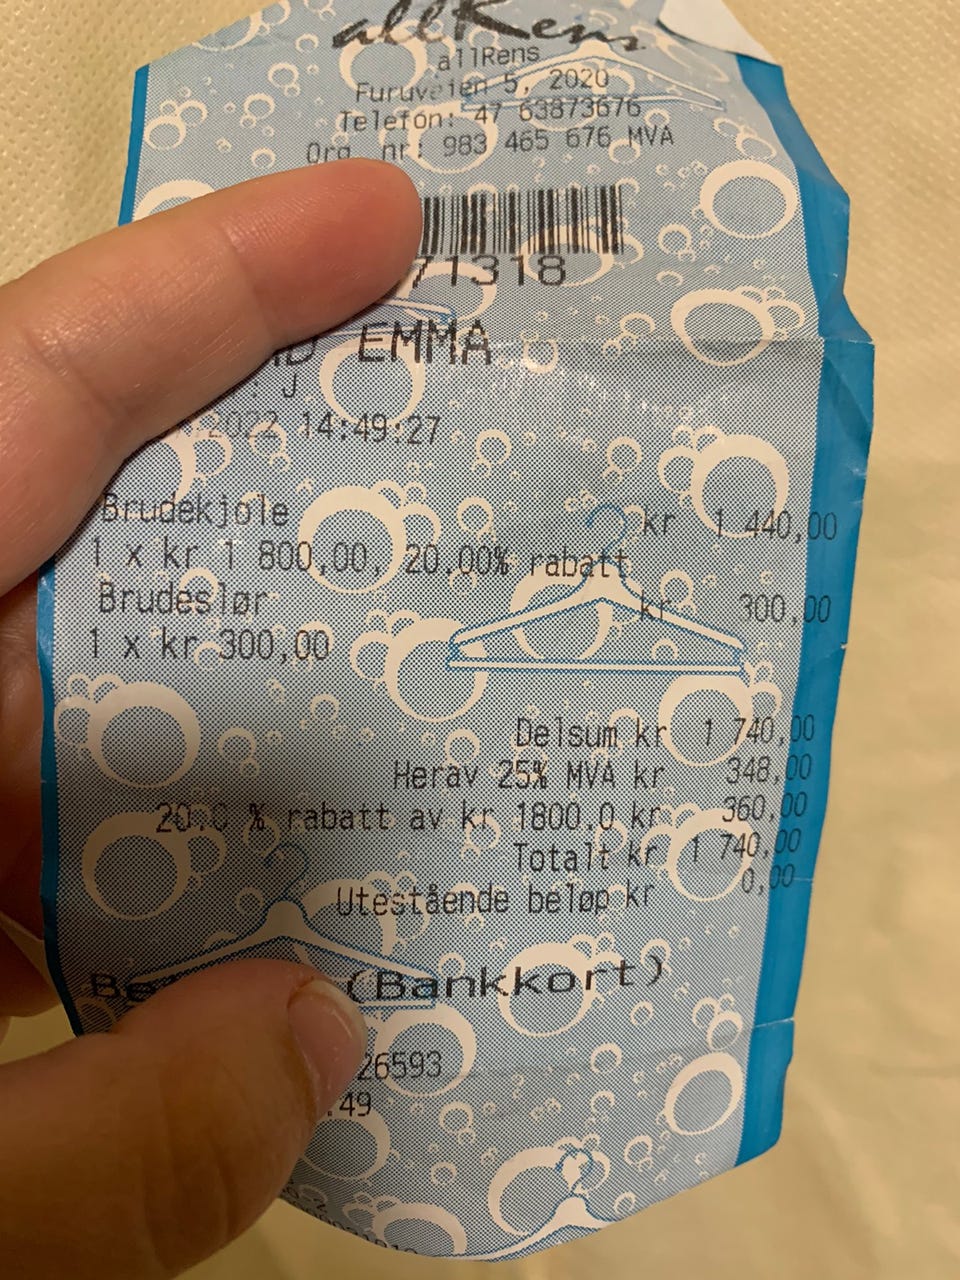 allRens
allRens
Furuveien 5, 2020
Telefon: 47 63873676
Org nr: 983 465 676 MVA
71318
EMMA
: J
2022 14:49:27
Brudekjole kr 1 440,00
1 x kr 1 800,00, 20,00% rabatt
Brudeslør kr 300,00
1 x kr 300,00
Delsum kr 1 740,00
Herav 25% MVA kr 348,00
20.0 % rabatt av kr 1800.0 kr 360,00
Totalt kr 1 740,00
Utestående beløp kr 0,00
(Bankkort)
26593
.49